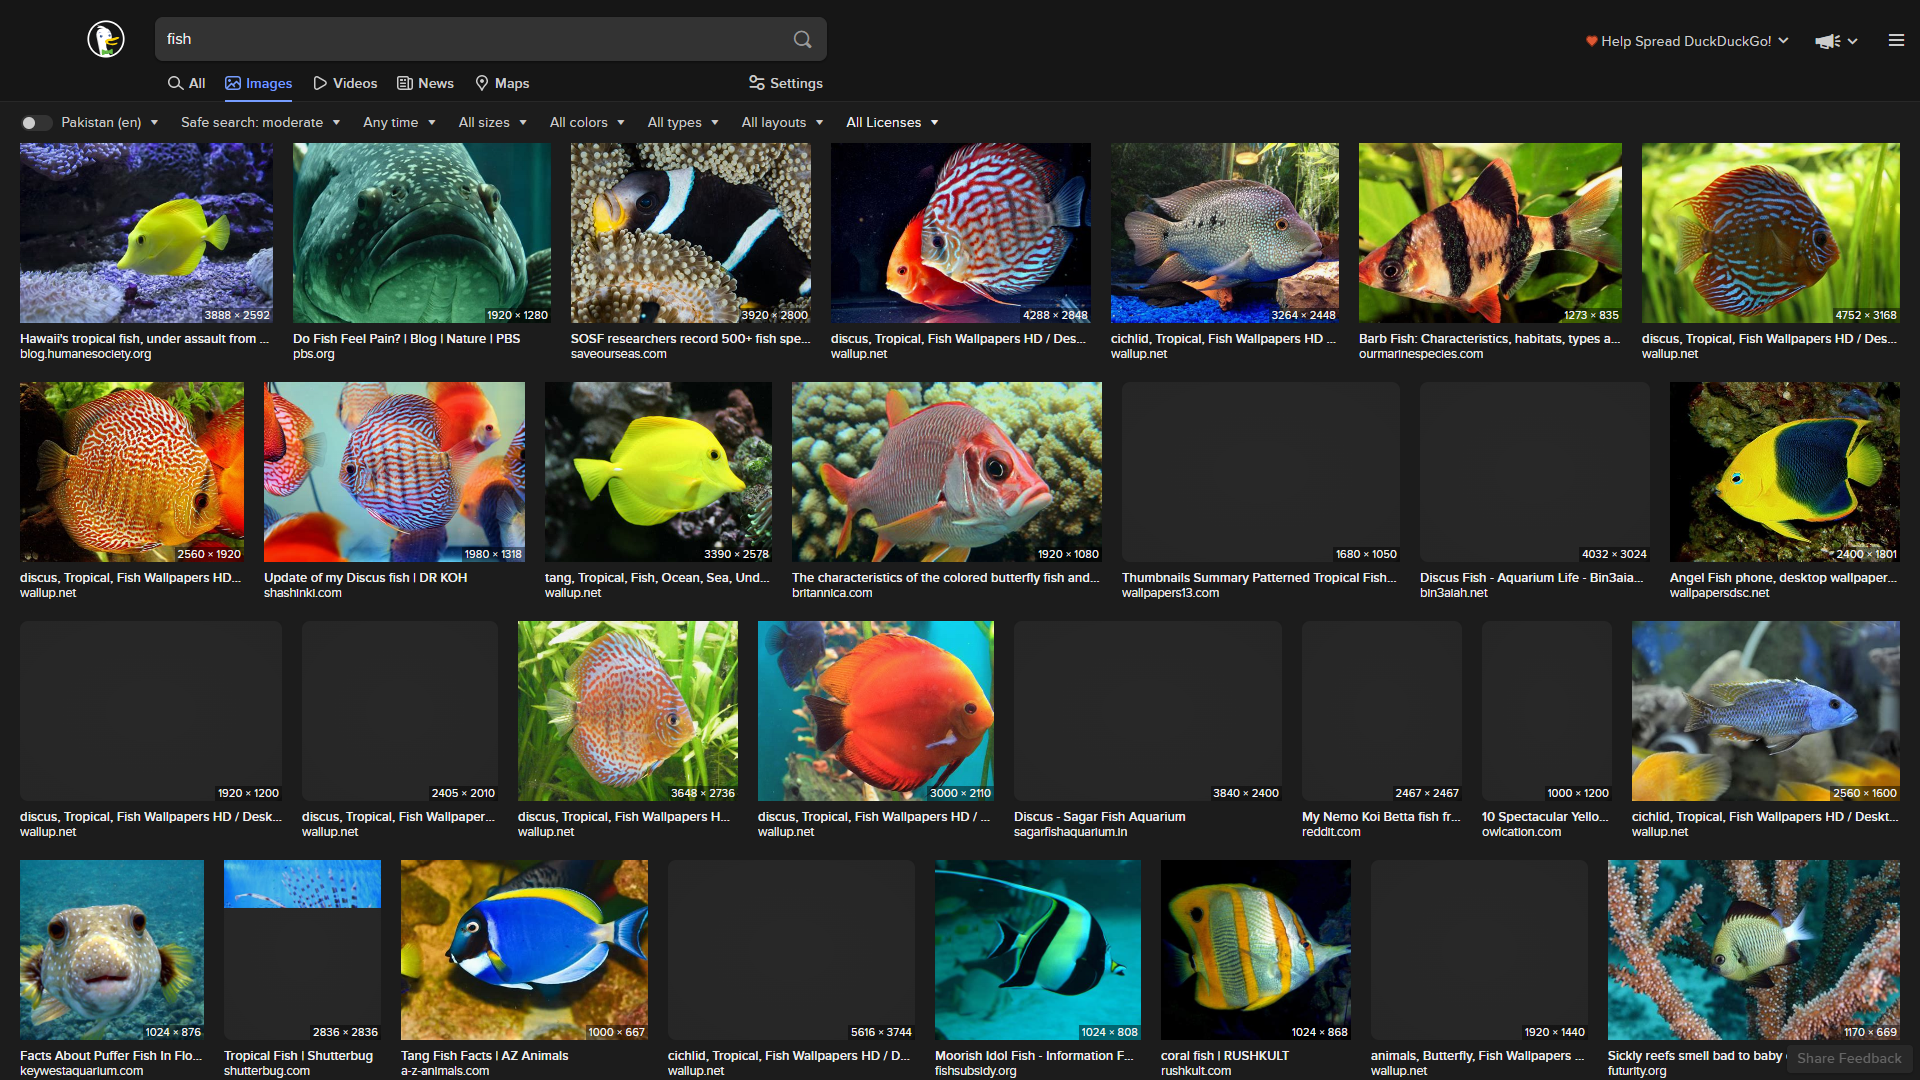 fish
Help Spread DuckDuckGo!
All
Images
Videos
News
Maps
Settings
Pakistan (en)
Safe search: moderate
Any time
All sizes
All colors
All types
All layouts
All Licenses
3888 × 2592
1920 × 1280
3920 × 2800
4288 × 2848
3264 × 2448
1273 × 835
4752 × 3168
Hawaii's tropical fish, under assault from ...
blog.humanesociety.org
Do Fish Feel Pain? | Blog | Nature | PBS
pbs.org
SOSF researchers record 500+ fish spe...
saveourseas.com
discus, Tropical, Fish Wallpapers HD / Des...
wallup.net
cichlid, Tropical, Fish Wallpapers HD ...
wallup.net
Barb Fish: Characteristics, habitats, types a...
ourmarinespecies.com
discus, Tropical, Fish Wallpapers HD / Des...
wallup.net
2560 × 1920
1980 × 1318
3390 × 2578
1920 × 1080
1680 × 1050
4032 × 3024
2400 × 1801
discus, Tropical, Fish Wallpapers HD...
wallup.net
Update of my Discus fish | DR KOH
shashinki.com
tang, Tropical, Fish, Ocean, Sea, Und...
wallup.net
The characteristics of the colored butterfly fish and...
britannica.com
Thumbnails Summary Patterned Tropical Fish...
wallpapers13.com
Discus Fish - Aquarium Life - Bin3aia...
bin3aiah.net
Angel Fish phone, desktop wallpaper...
wallpapersdsc.net
1920 × 1200
2405 × 2010
3648 × 2736
3000 × 2110
3840 × 2400
2467 × 2467
1000 × 1200
2560 × 1600
discus, Tropical, Fish Wallpapers HD / Desk...
wallup.net
discus, Tropical, Fish Wallpaper...
wallup.net
discus, Tropical, Fish Wallpapers H...
wallup.net
discus, Tropical, Fish Wallpapers HD / ...
wallup.net
Discus - Sagar Fish Aquarium
sagarfishaquarium.in
My Nemo Koi Betta fish fr...
reddit.com
10 Spectacular Yello...
owlcation.com
cichlid, Tropical, Fish Wallpapers HD / Deskt...
wallup.net
1024 × 876
2836 × 2836
1000 × 667
5616 × 3744
1024 × 808
1024 × 868
1920 × 1440
1170 × 669
Facts About Puffer Fish In Flo...
keywestaquarium.com
Tropical Fish | Shutterbug
shutterbug.com
Tang Fish Facts | AZ Animals
a-z-animals.com
cichlid, Tropical, Fish Wallpapers HD / D...
wallup.net
Moorish Idol Fish - Information F...
fishsubsidy.org
coral fish | RUSHKULT
rushkult.com
animals, Butterfly, Fish Wallpapers ...
wallup.net
Sickly reefs smell bad to baby
futurity.org
Share Feedback